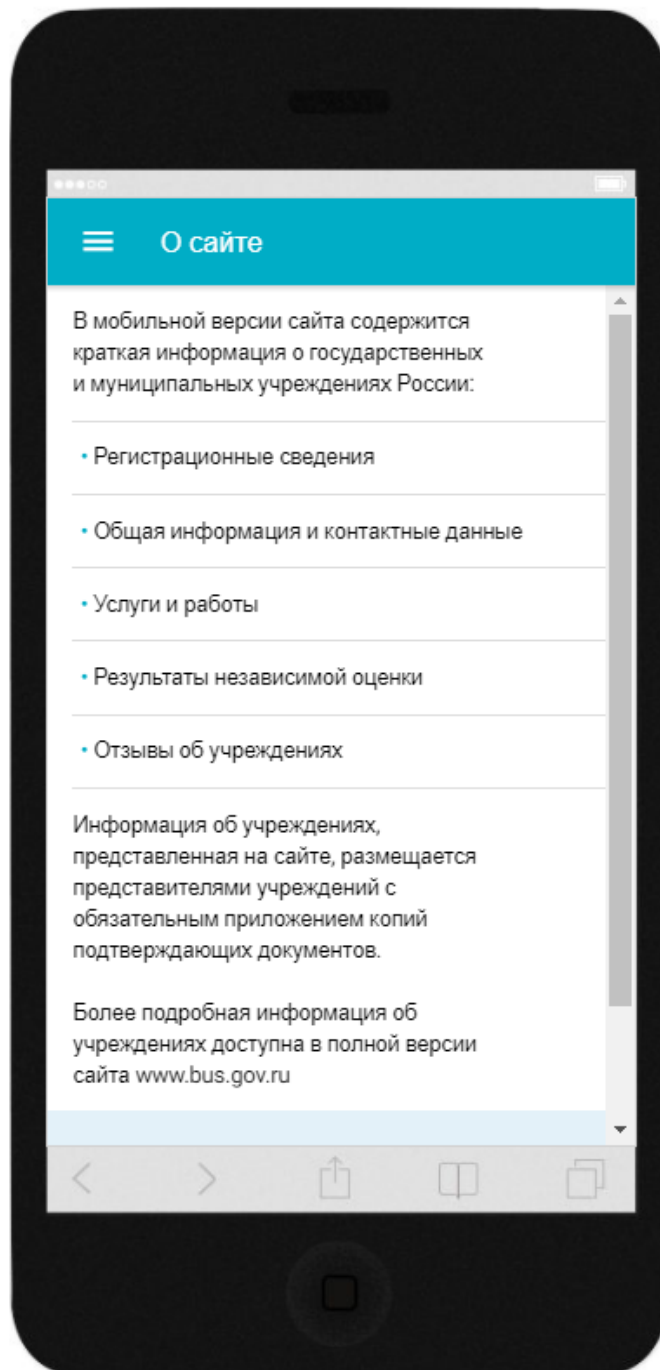 О сайте
В мобильной версии сайта содержится
краткая информация о государственных
и муниципальных учреждениях России:
• Регистрационные сведения
• Общая информация и контактные данные
• Услуги и работы
• Результаты независимой оценки
• Отзывы об учреждениях
Информация об учреждениях,
представленная на сайте, размещается
представителями учреждений с
обязательным приложением копий
подтверждающих документов.
Более подробная информация об
учреждениях доступна в полной версии
сайта www.bus.gov.ru